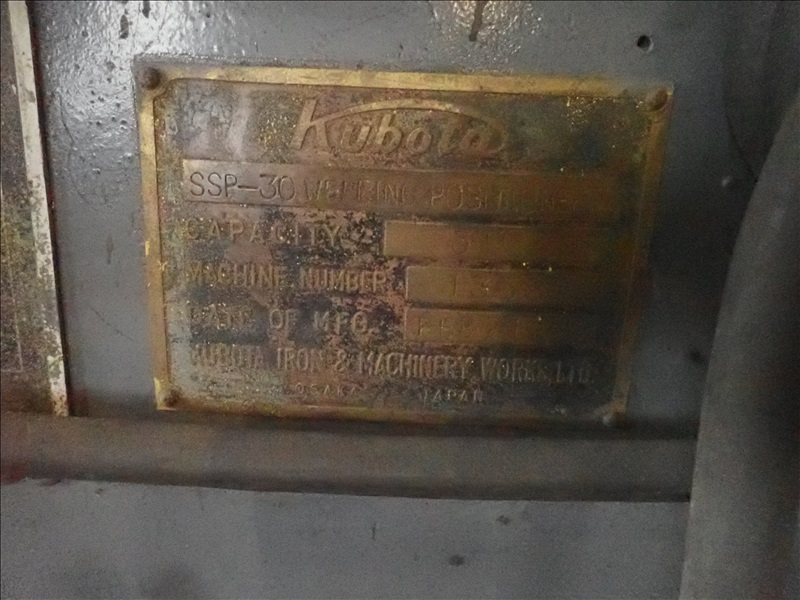 Kubota
SSP-30 WELDING POSITIONER
CAPACITY
MACHINE NUMBER
DATE OF MFG.
KUBOTA IRON & MACHINERY WORKS, LTD.
OSAKA JAPAN